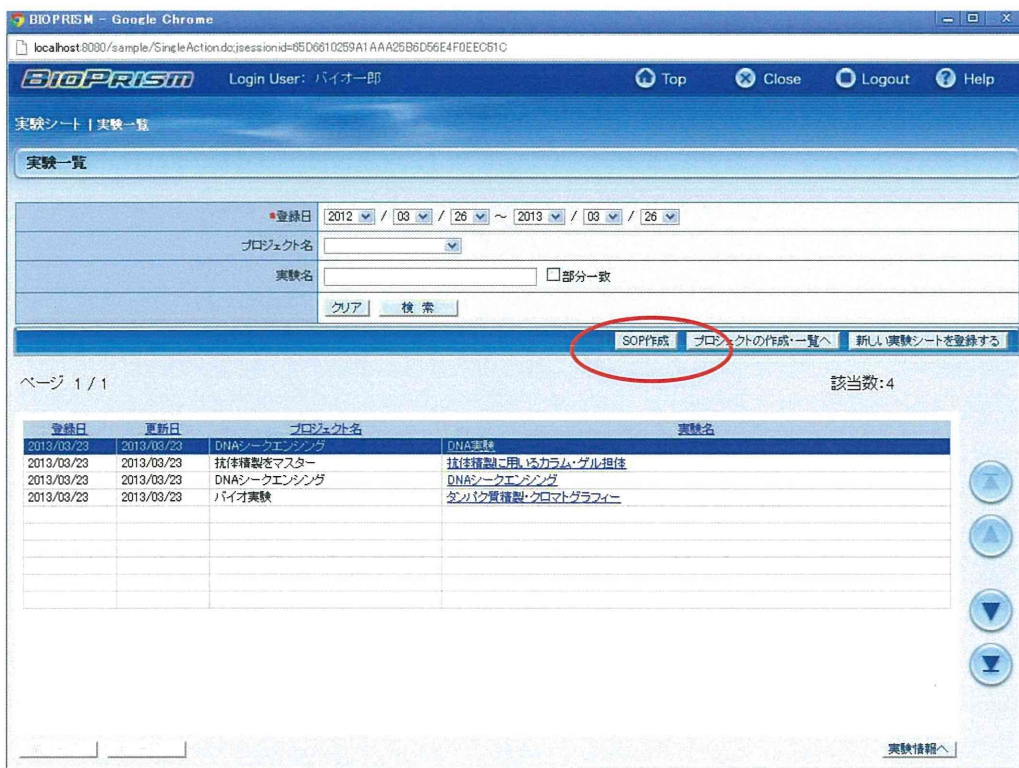 BIOPRISM - Google Chrome
localhost:8080/sample/SingleAction.do;jsessionid=65D6610259A1AAA25B6D56E4F0EEC51C
BIOPRISM Login User: バイオ一郎 Top Close Logout Help
実験シート | 実験一覧
実験一覧
*登録日 2012 / 03 / 26 ～ 2013 / 03 / 26
プロジェクト名
実験名 部分一致
クリア 検 索
SOP作成 プロジェクトの作成・一覧へ 新しい実験シートを登録する
ページ 1 / 1 該当数:4
登録日 更新日 プロジェクト名 実験名
2013/03/23 2013/03/23 DNAシークエンシング DNA実験
2013/03/23 2013/03/23 抗体精製をマスター 抗体精製に用いるカラム・ゲル担体
2013/03/23 2013/03/23 DNAシークエンシング DNAシークエンシング
2013/03/23 2013/03/23 バイオ実験 タンパク質精製・クロマトグラフィー
実験情報へ